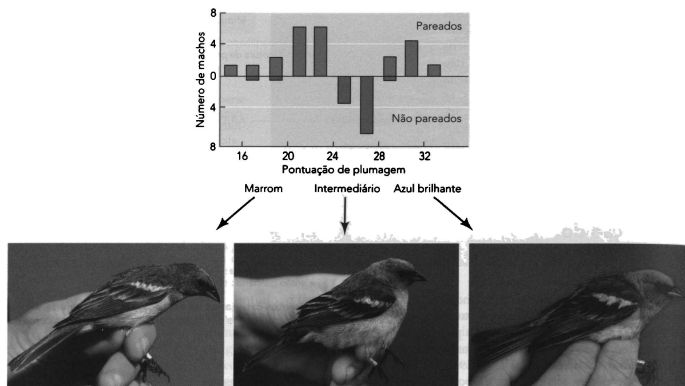 8
Pareados
4
0
4
Não pareados
8
Número de machos
16 20 24 28 32
Pontuação de plumagem
Marrom Intermediário Azul brilhante